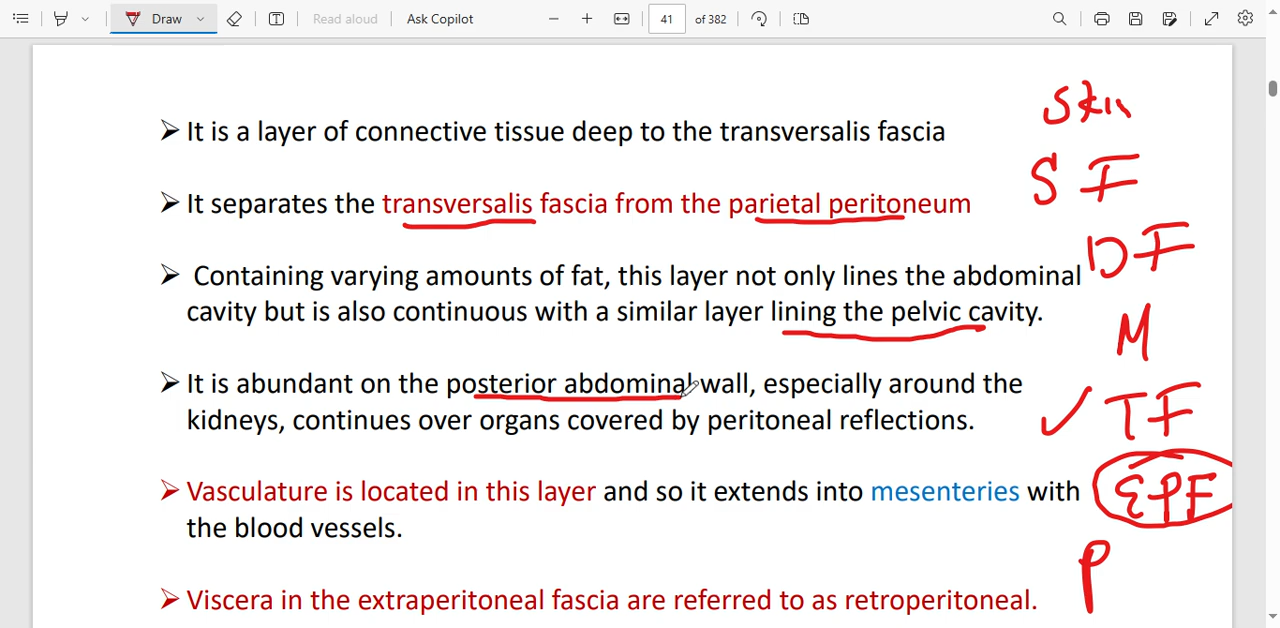 Draw
Read aloud
Ask Copilot
41
of 382
➢ It is a layer of connective tissue deep to the transversalis fascia
➢ It separates the transversalis fascia from the parietal peritoneum
➢ Containing varying amounts of fat, this layer not only lines the abdominal
cavity but is also continuous with a similar layer lining the pelvic cavity.
➢ It is abundant on the posterior abdominal wall, especially around the
kidneys, continues over organs covered by peritoneal reflections.
➢ Vasculature is located in this layer and so it extends into mesenteries with
the blood vessels.
➢ Viscera in the extraperitoneal fascia are referred to as retroperitoneal.
Skin
S F
DF
M
✓ TF
EPF
P